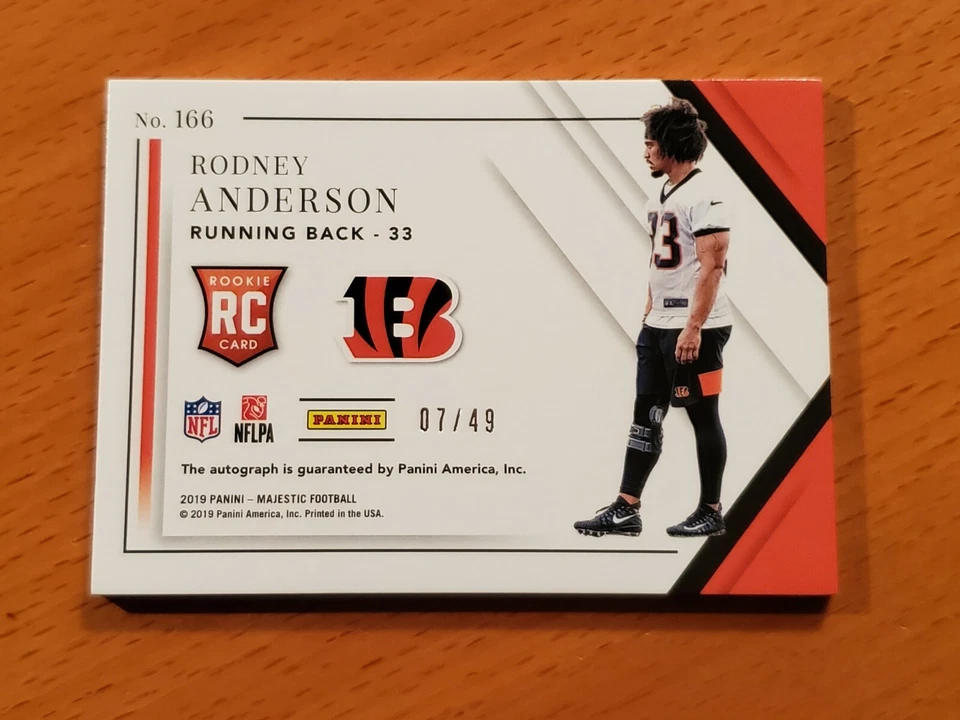 No. 166
RODNEY
ANDERSON
RUNNING BACK - 33
ROOKIE
RC
CARD
B
33
NFL
NFLPA
PANINI
07/49
The autograph is guaranteed by Panini America, Inc.
2019 PANINI – MAJESTIC FOOTBALL
© 2019 Panini America, Inc. Printed in the USA.